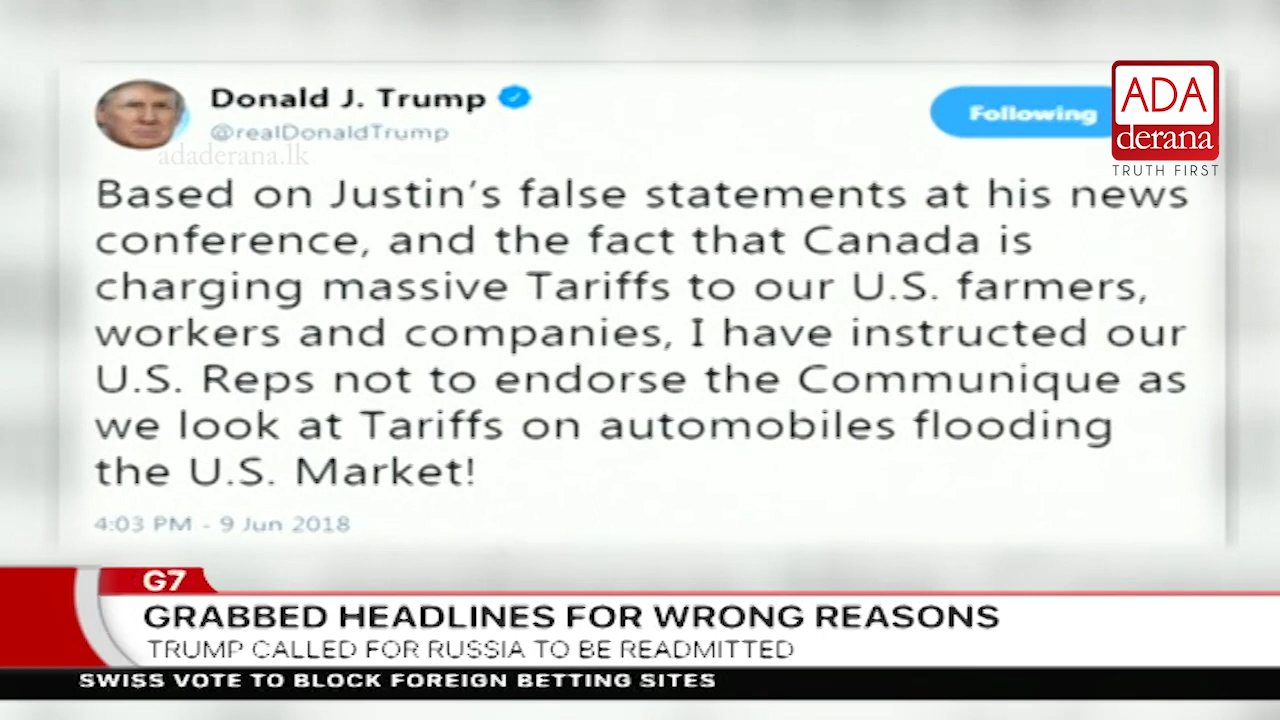 Donald J. Trump
@realDonaldTrump
Following
ADA
derana
TRUTH FIRST
adaderana.lk
Based on Justin's false statements at his news
conference, and the fact that Canada is
charging massive Tariffs to our U.S. farmers,
workers and companies, I have instructed our
U.S. Reps not to endorse the Communique as
we look at Tariffs on automobiles flooding
the U.S. Market!
4:03 PM - 9 Jun 2018
G7
GRABBED HEADLINES FOR WRONG REASONS
TRUMP CALLED FOR RUSSIA TO BE READMITTED
SWISS VOTE TO BLOCK FOREIGN BETTING SITES